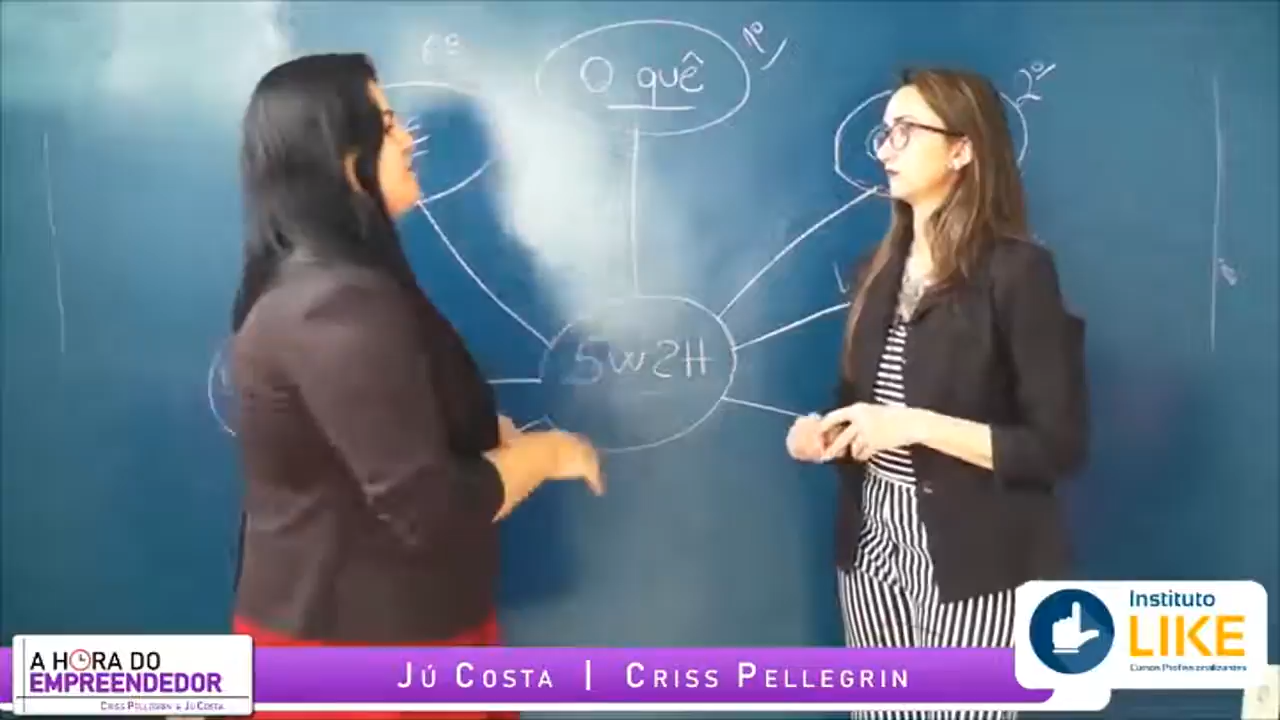 6º
O quê
1º
2º
5W2H
A HORA DO
EMPREENDEDOR
CRISS PELLEGRIN & JÚ COSTA
JÚ COSTA | CRISS PELLEGRIN
Instituto
LIKE
Cursos Profissionalizantes